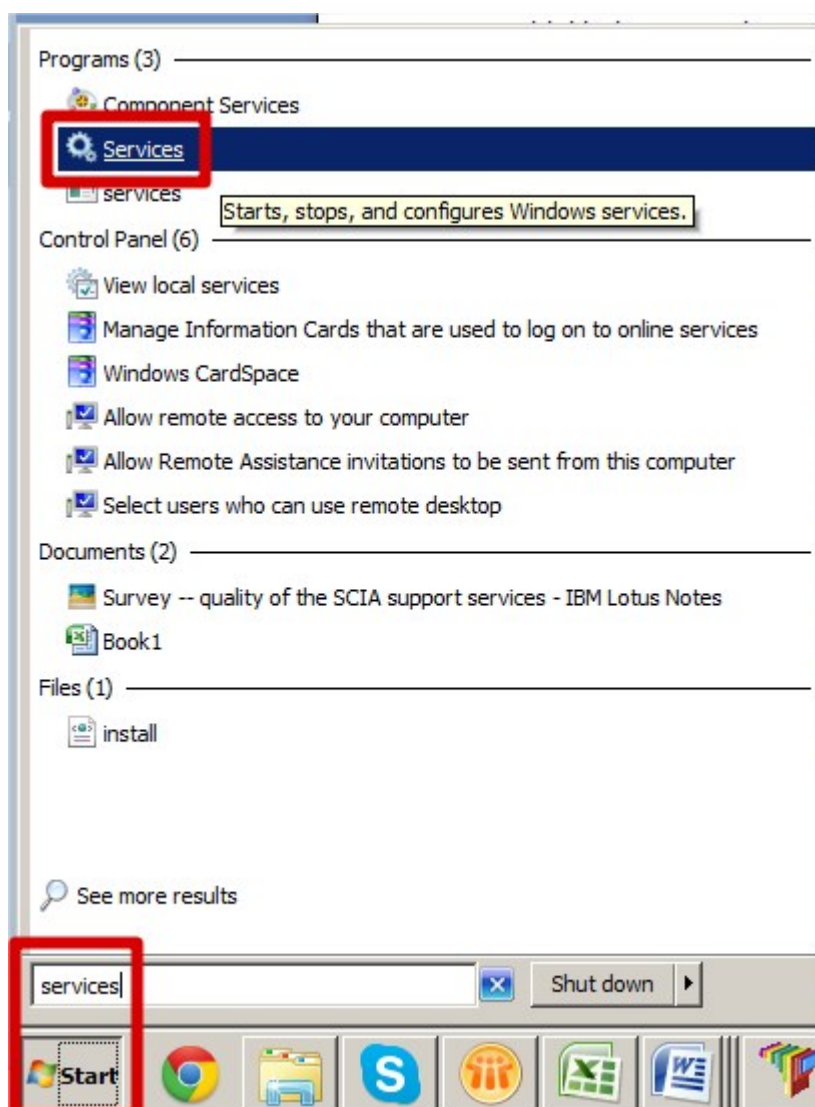 Programs (3)
Component Services
Services
services
Starts, stops, and configures Windows services.
Control Panel (6)
View local services
Manage Information Cards that are used to log on to online services
Windows CardSpace
Allow remote access to your computer
Allow Remote Assistance invitations to be sent from this computer
Select users who can use remote desktop
Documents (2)
Survey -- quality of the SCIA support services - IBM Lotus Notes
Book1
Files (1)
install
See more results
services
Shut down
Start